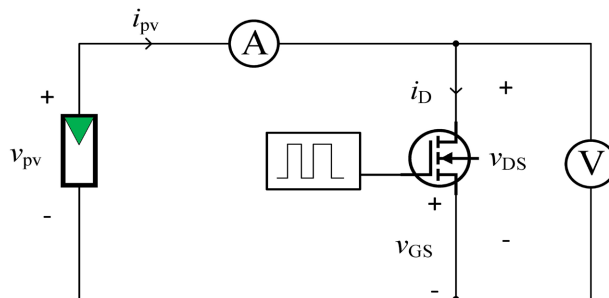 i_pv
A
+
i_D
+
v_pv
v_DS
V
-
+
v_GS
-
-